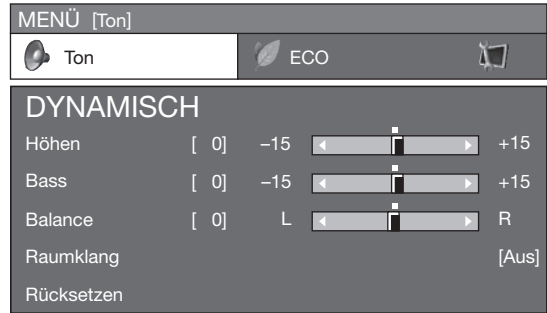 MENÜ [Ton]
Ton ECO
DYNAMISCH
Höhen [ 0] –15 +15
Bass [ 0] –15 +15
Balance [ 0] L R
Raumklang [Aus]
Rücksetzen